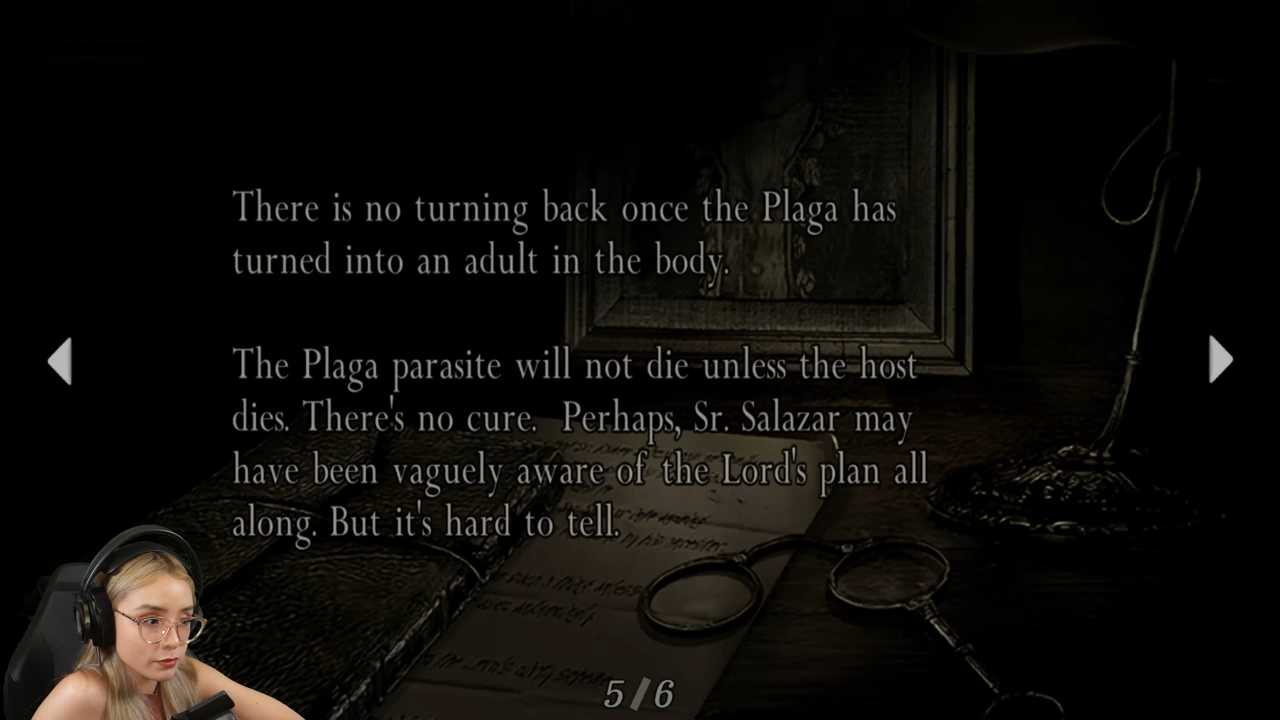 There is no turning back once the Plaga has
turned into an adult in the body.
The Plaga parasite will not die unless the host
dies. There's no cure. Perhaps, Sr. Salazar may
have been vaguely aware of the Lord's plan all
along. But it's hard to tell.
5/6